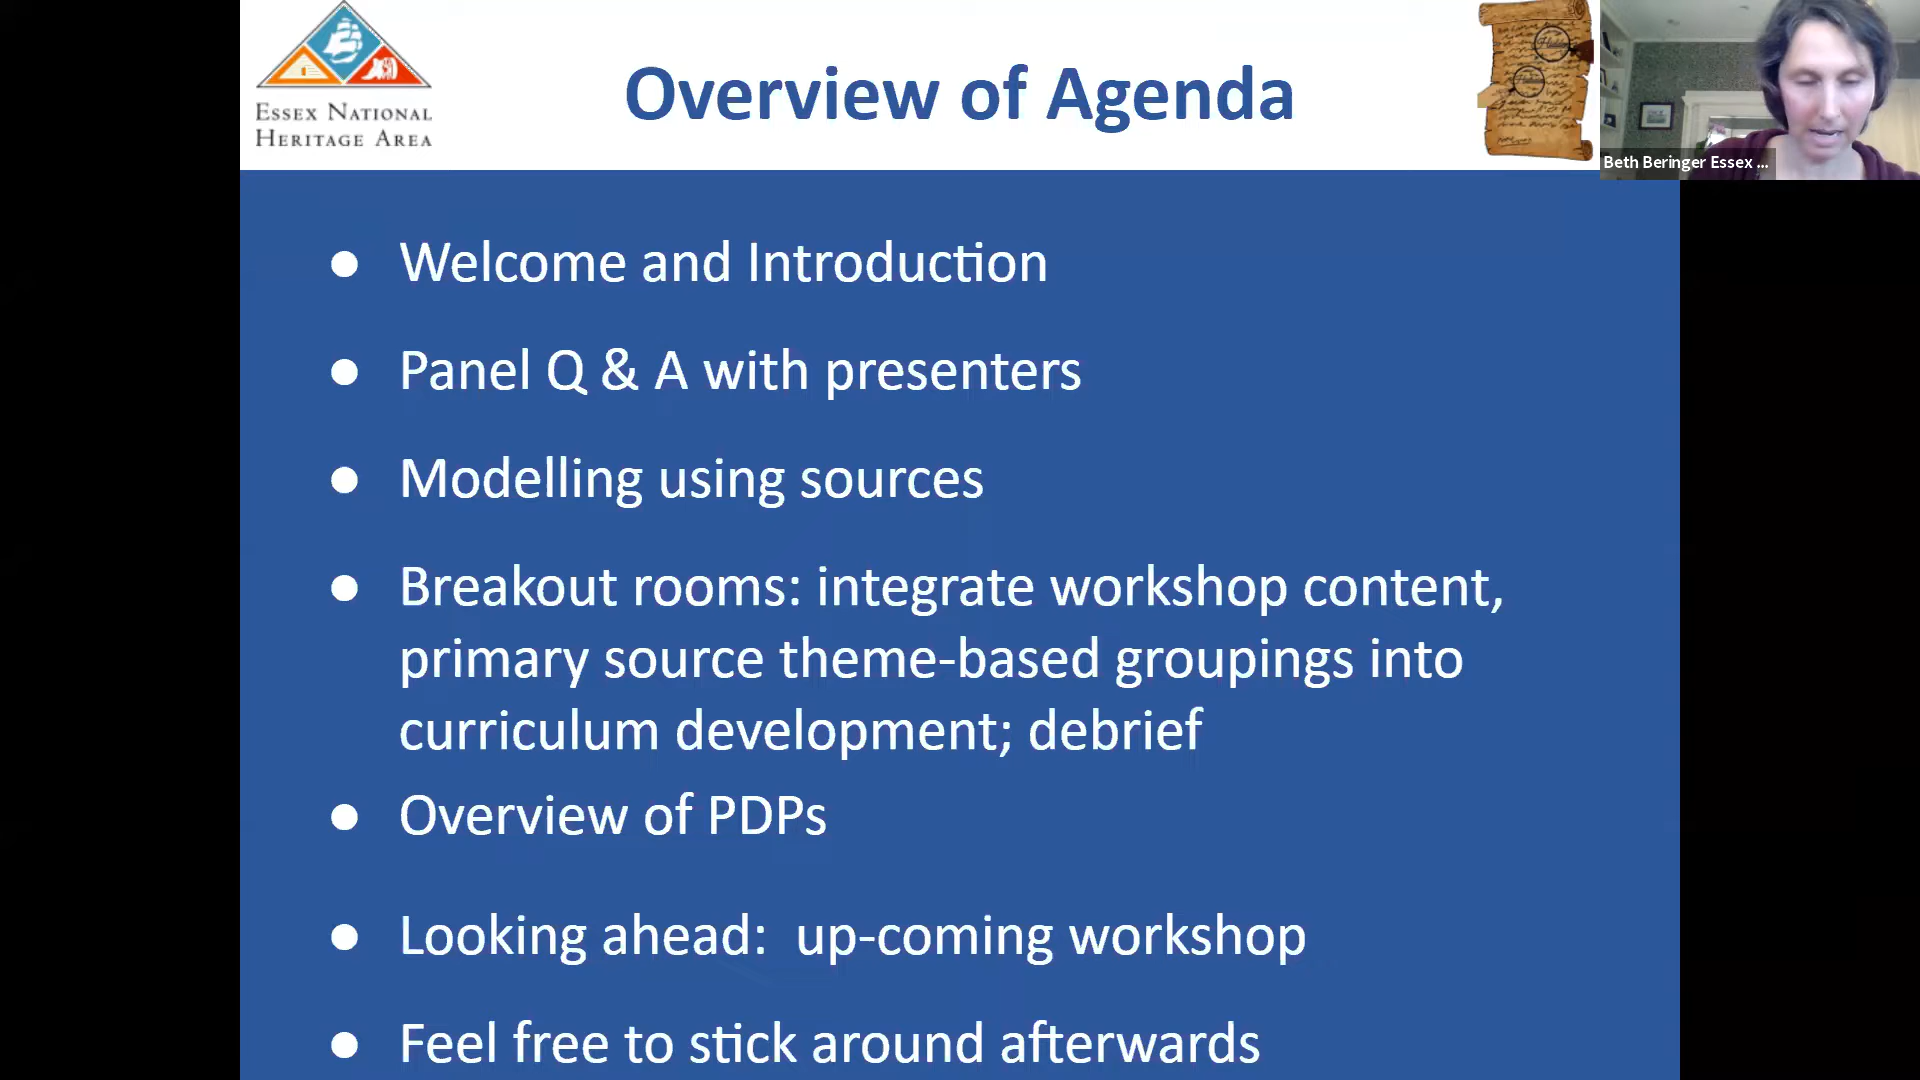 Essex National
Heritage Area
Overview of Agenda
Beth Beringer Essex ...
● Welcome and Introduction
● Panel Q & A with presenters
● Modelling using sources
● Breakout rooms: integrate workshop content,
primary source theme-based groupings into
curriculum development; debrief
● Overview of PDPs
● Looking ahead:  up-coming workshop
● Feel free to stick around afterwards